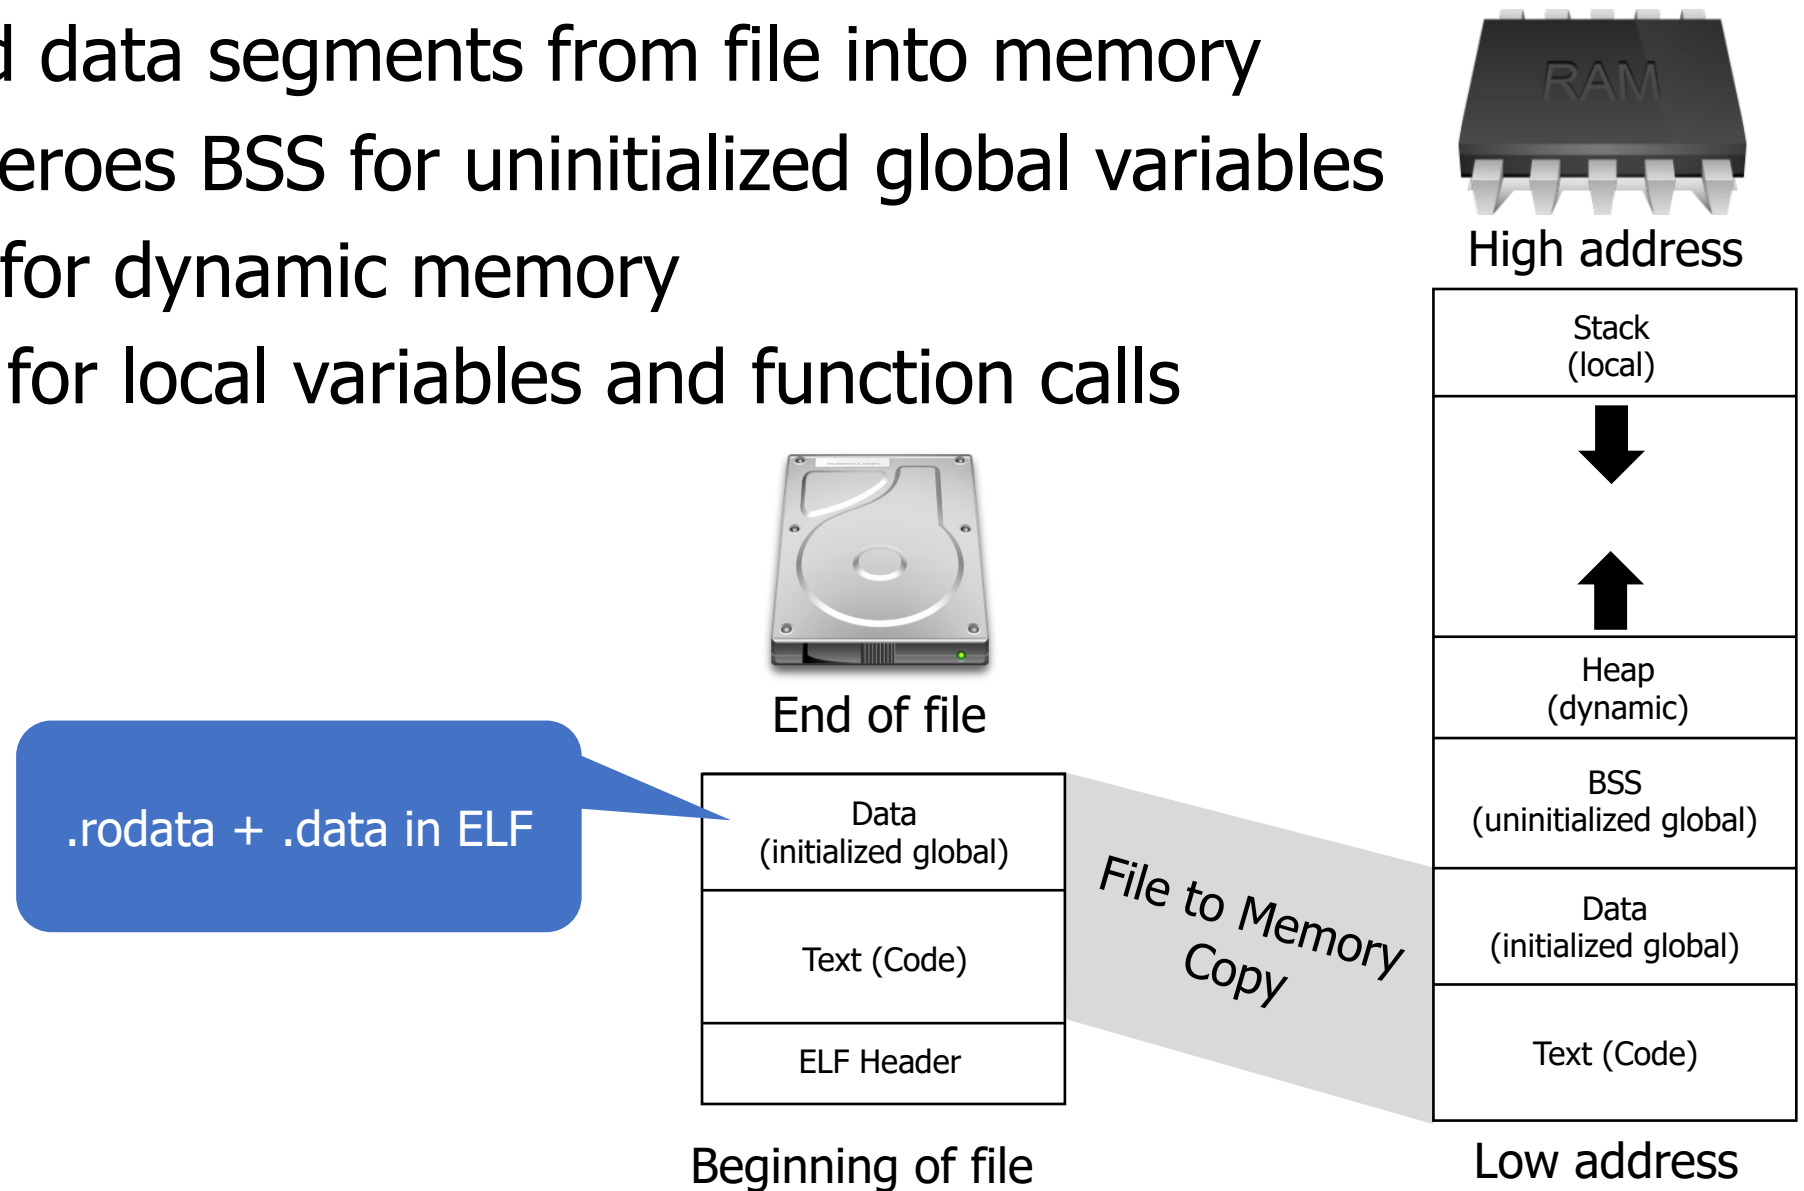 data segments from file into memory
BSS for uninitialized global variables
for dynamic memory
for local variables and function calls
RAM
High address
Stack
(local)
Heap
(dynamic)
BSS
(uninitialized global)
Data
(initialized global)
Text (Code)
Low address
End of file
Data
(initialized global)
Text (Code)
ELF Header
Beginning of file
.rodata + .data in ELF
File to Memory
Copy